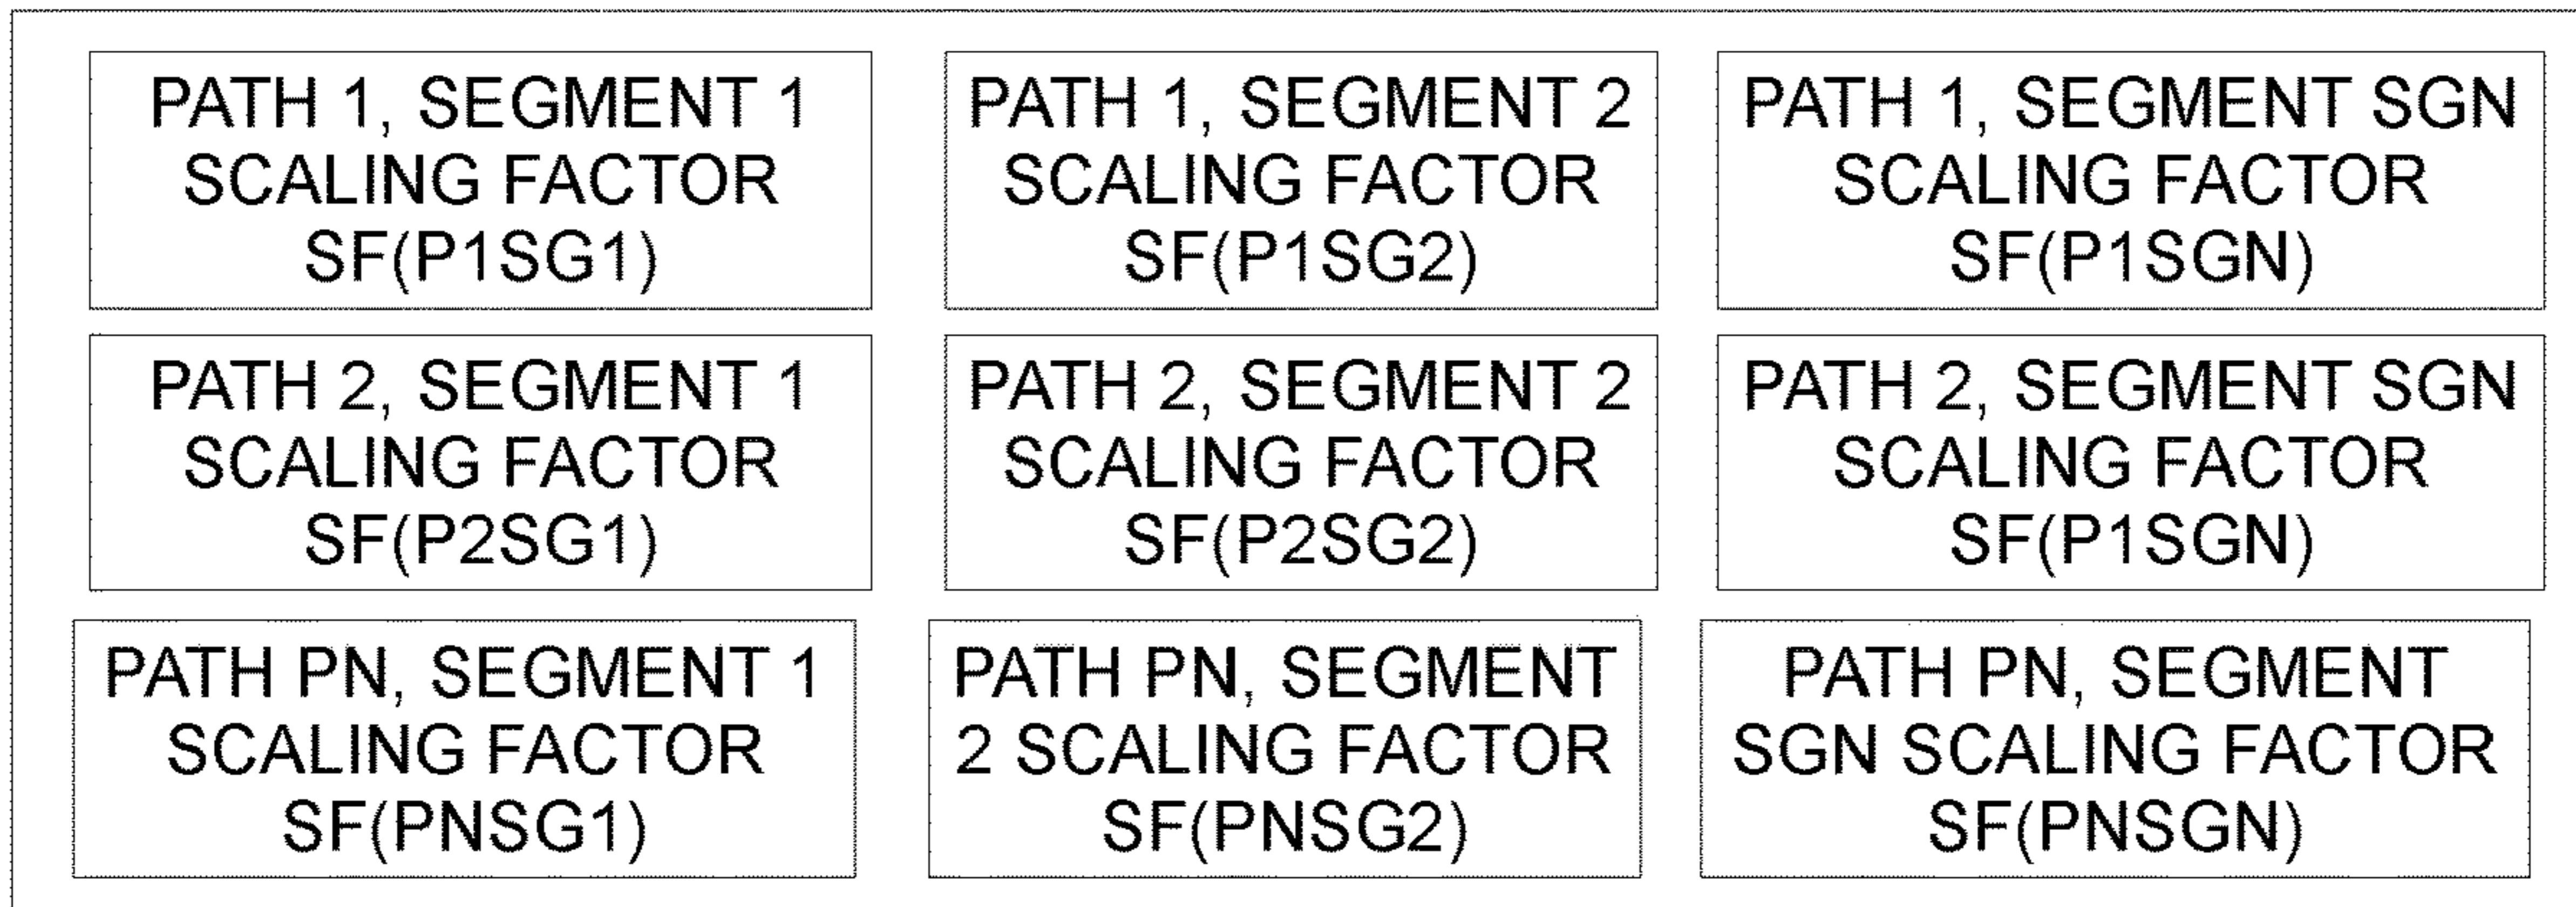 PATH 1, SEGMENT 1
SCALING FACTOR
SF(P1SG1)
PATH 1, SEGMENT 2
SCALING FACTOR
SF(P1SG2)
PATH 1, SEGMENT SGN
SCALING FACTOR
SF(P1SGN)
PATH 2, SEGMENT 1
SCALING FACTOR
SF(P2SG1)
PATH 2, SEGMENT 2
SCALING FACTOR
SF(P2SG2)
PATH 2, SEGMENT SGN
SCALING FACTOR
SF(P1SGN)
PATH PN, SEGMENT 1
SCALING FACTOR
SF(PNSG1)
PATH PN, SEGMENT
2 SCALING FACTOR
SF(PNSG2)
PATH PN, SEGMENT
SGN SCALING FACTOR
SF(PNSGN)